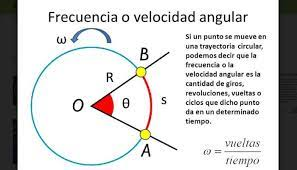 Frecuencia o velocidad angular
ω
B
R
O
θ
s
A
Si un punto se mueve en
una trayectoria circular,
podemos decir que la
frecuencia o la
velocidad angular es la
cantidad de giros,
revoluciones, vueltas o
ciclos que dicho punto
da en un determinado
tiempo.
ω = vueltas / tiempo